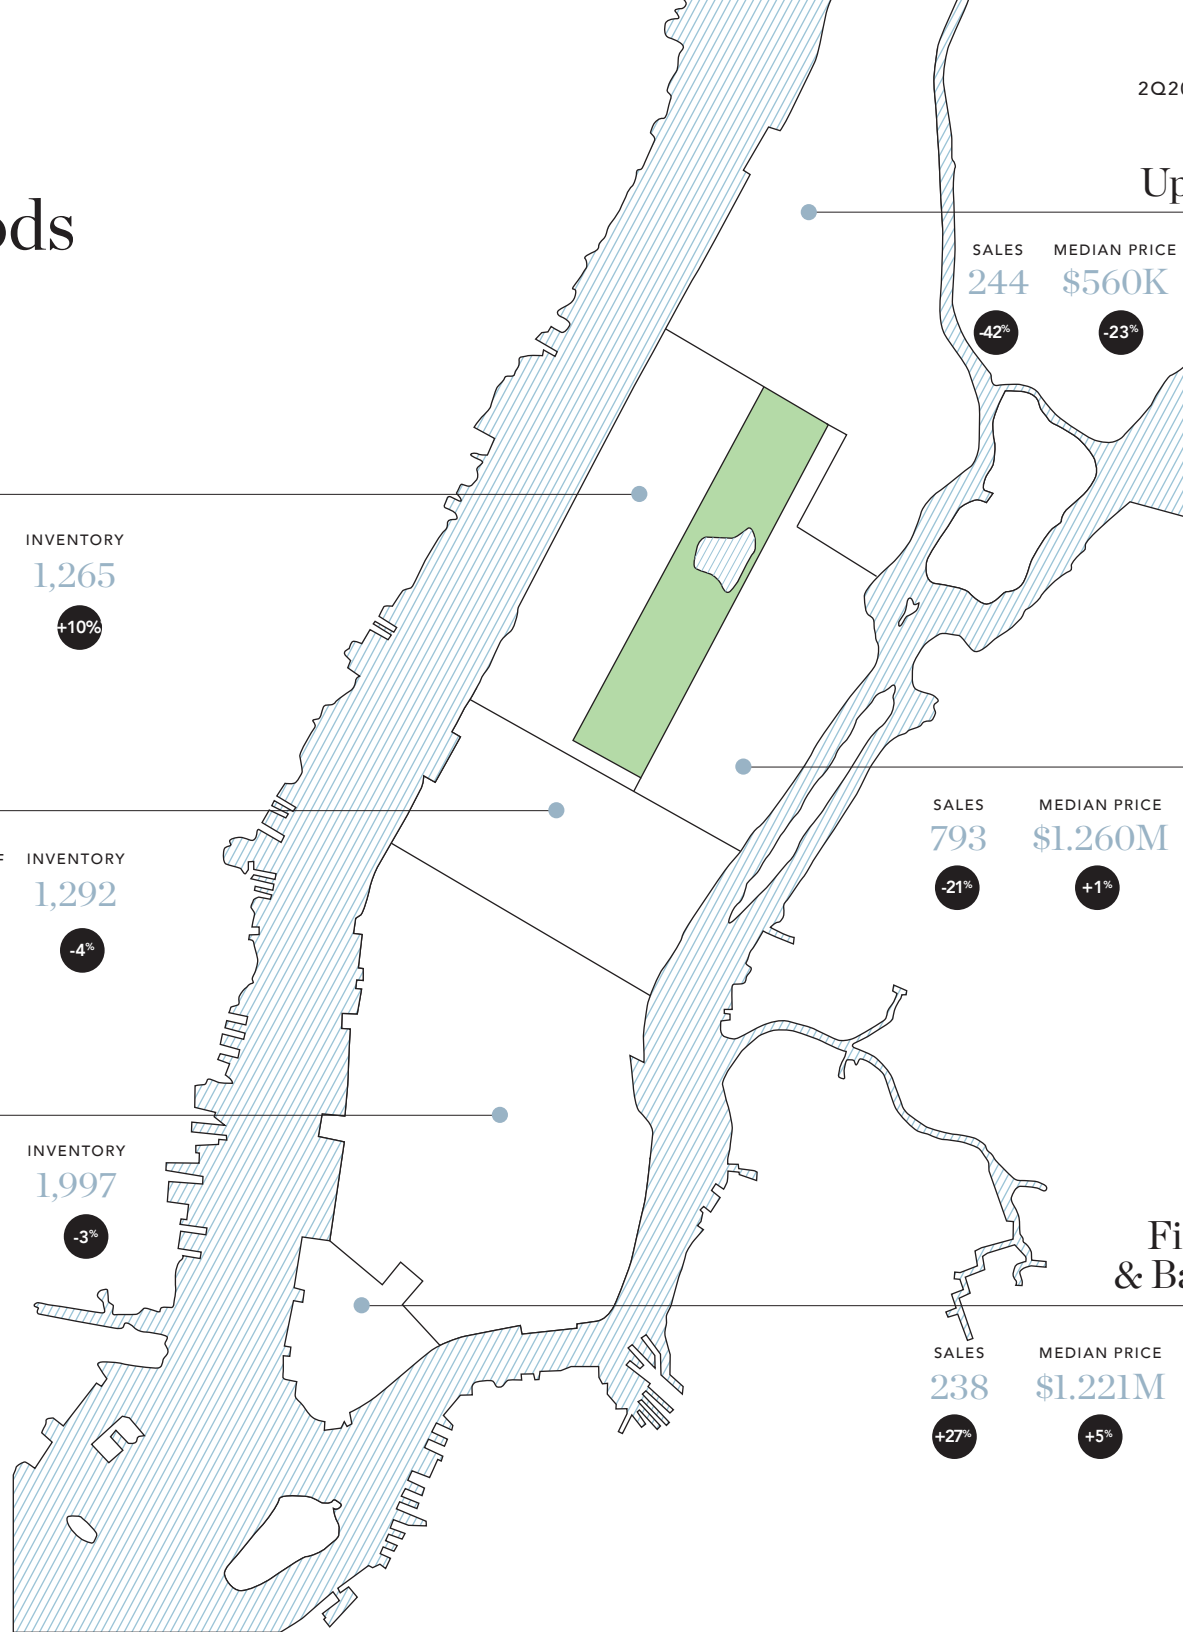 2Q20
ods
Up
SALES MEDIAN PRICE
244 $560K
-42% -23%
INVENTORY
1,265
+10%
SALES MEDIAN PRICE
793 $1.260M
-21% +1%
F INVENTORY
1,292
-4%
INVENTORY
1,997
-3%
Fi
& Ba
SALES MEDIAN PRICE
238 $1.221M
+27% +5%